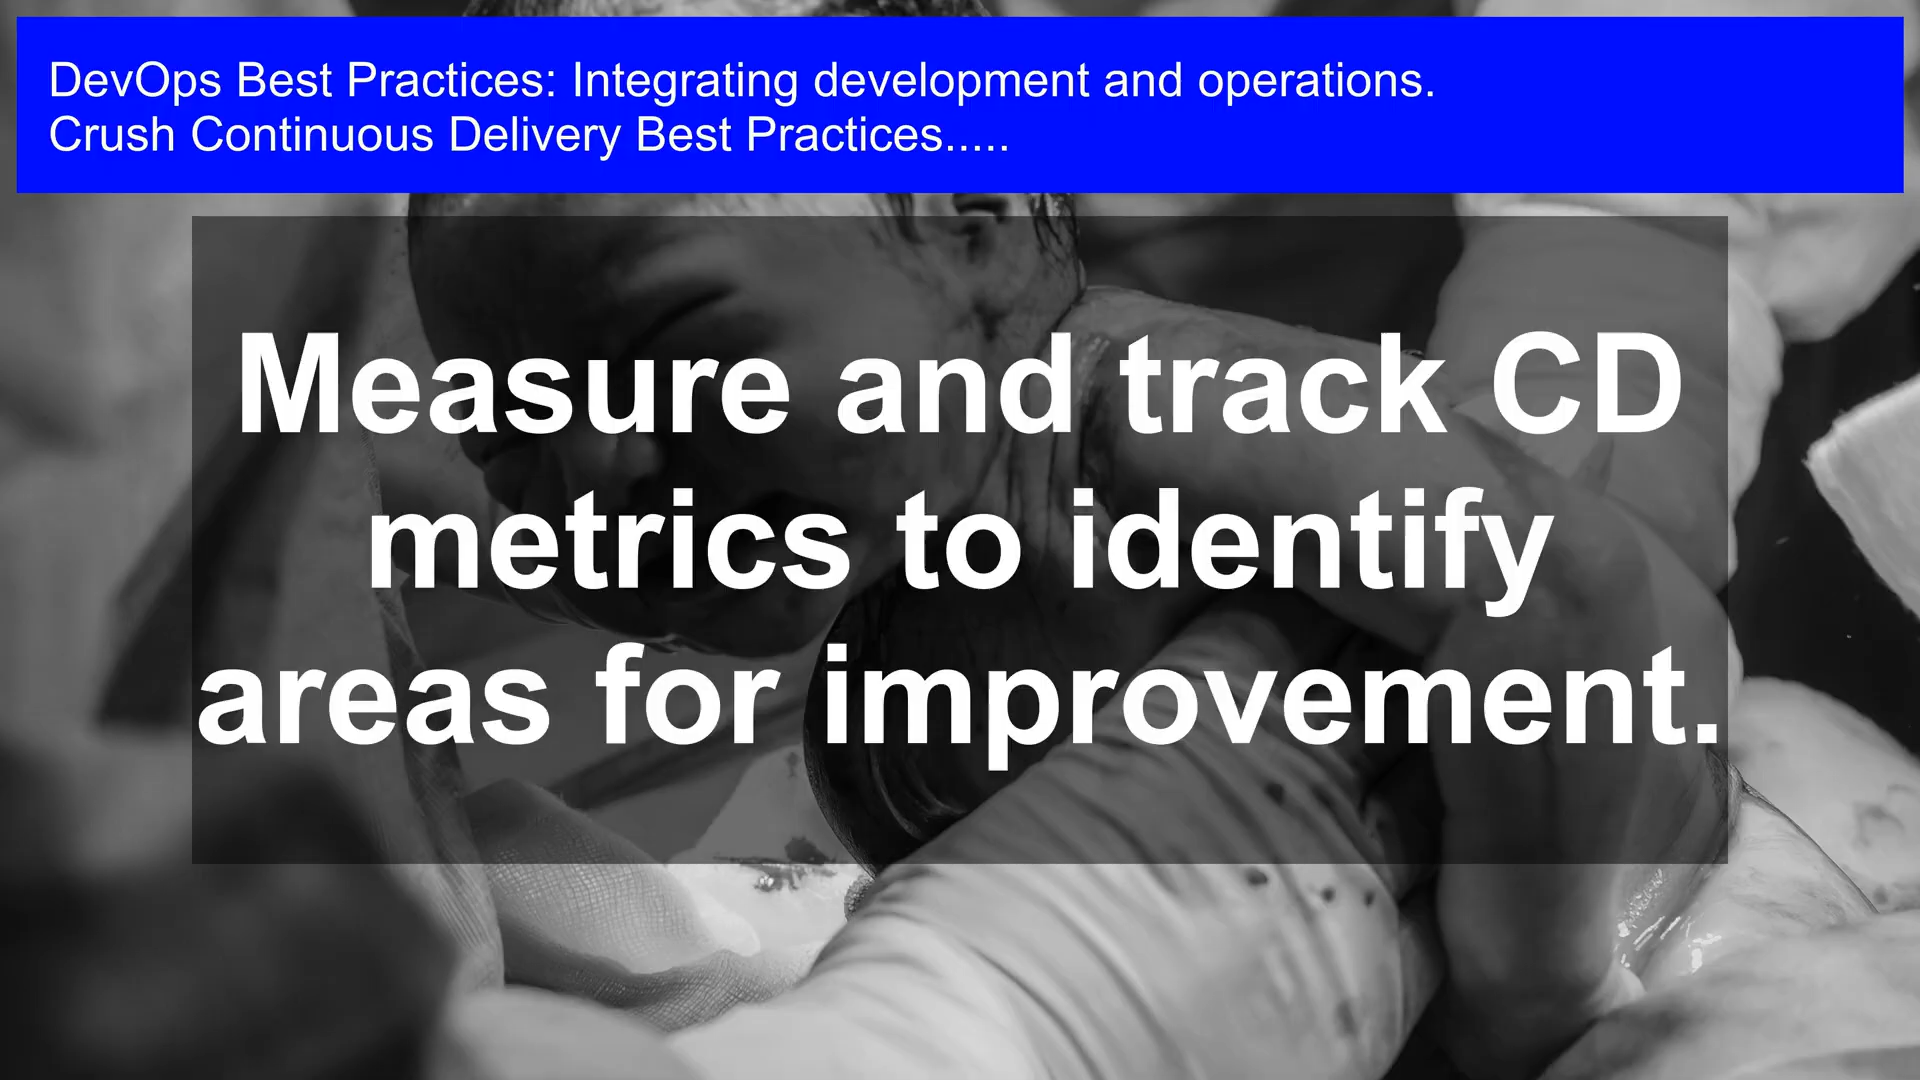 DevOps Best Practices: Integrating development and operations.
Crush Continuous Delivery Best Practices.....
Measure and track CD
metrics to identify
areas for improvement.